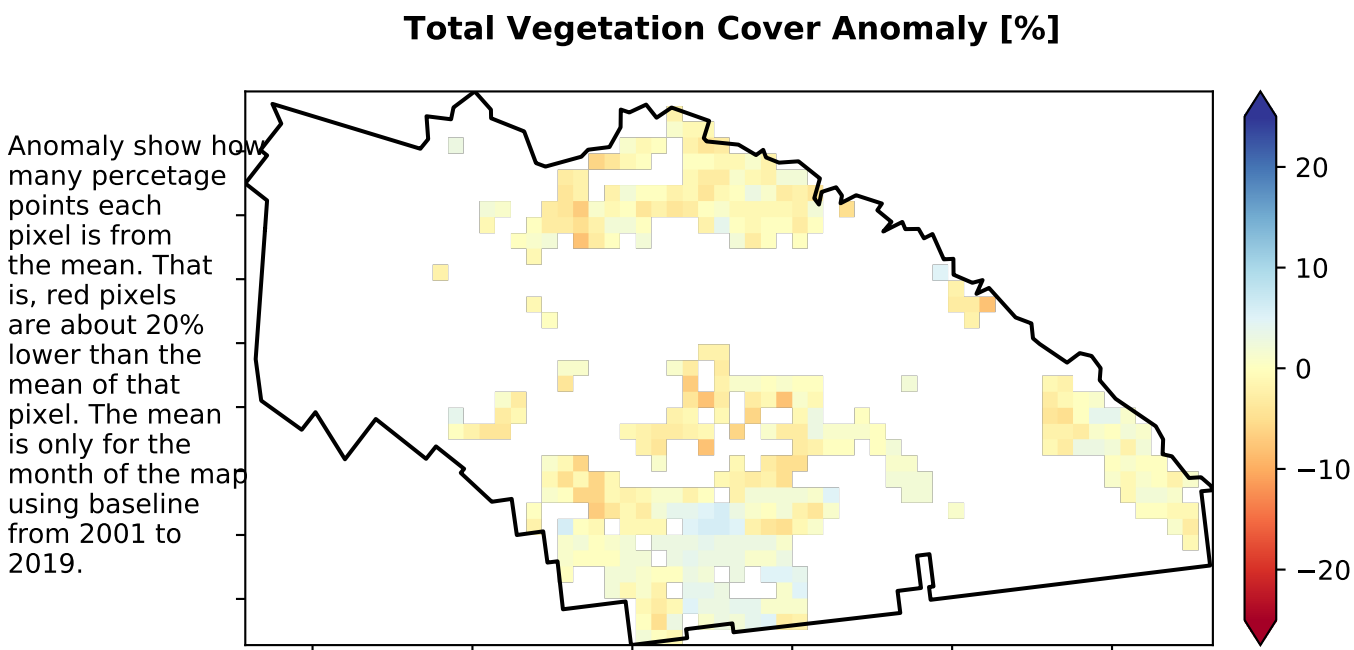 Total Vegetation Cover Anomaly [%]
Anomaly show how
many percetage
points each
pixel is from
the mean. That
is, red pixels
are about 20%
lower than the
mean of that
pixel. The mean
is only for the
month of the map
using baseline
from 2001 to
2019.
20
10
0
−10
−20